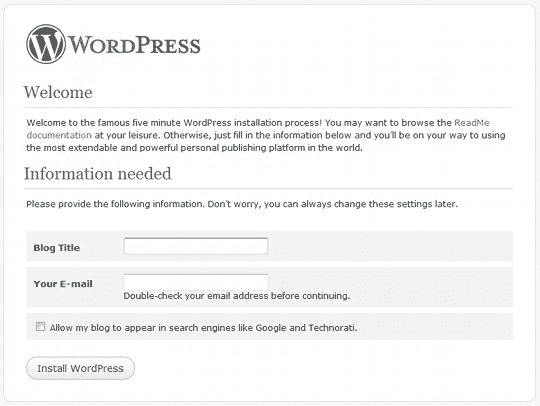 WORDPRESS
Welcome
Welcome to the famous five minute WordPress installation process! You may want to browse the ReadMe
documentation at your leisure. Otherwise, just fill in the information below and you'll be on your way to using
the most extendable and powerful personal publishing platform in the world.
Information needed
Please provide the following information. Don't worry, you can always change these settings later.
Blog Title
Your E-mail
Double-check your email address before continuing.
Allow my blog to appear in search engines like Google and Technorati.
Install WordPress